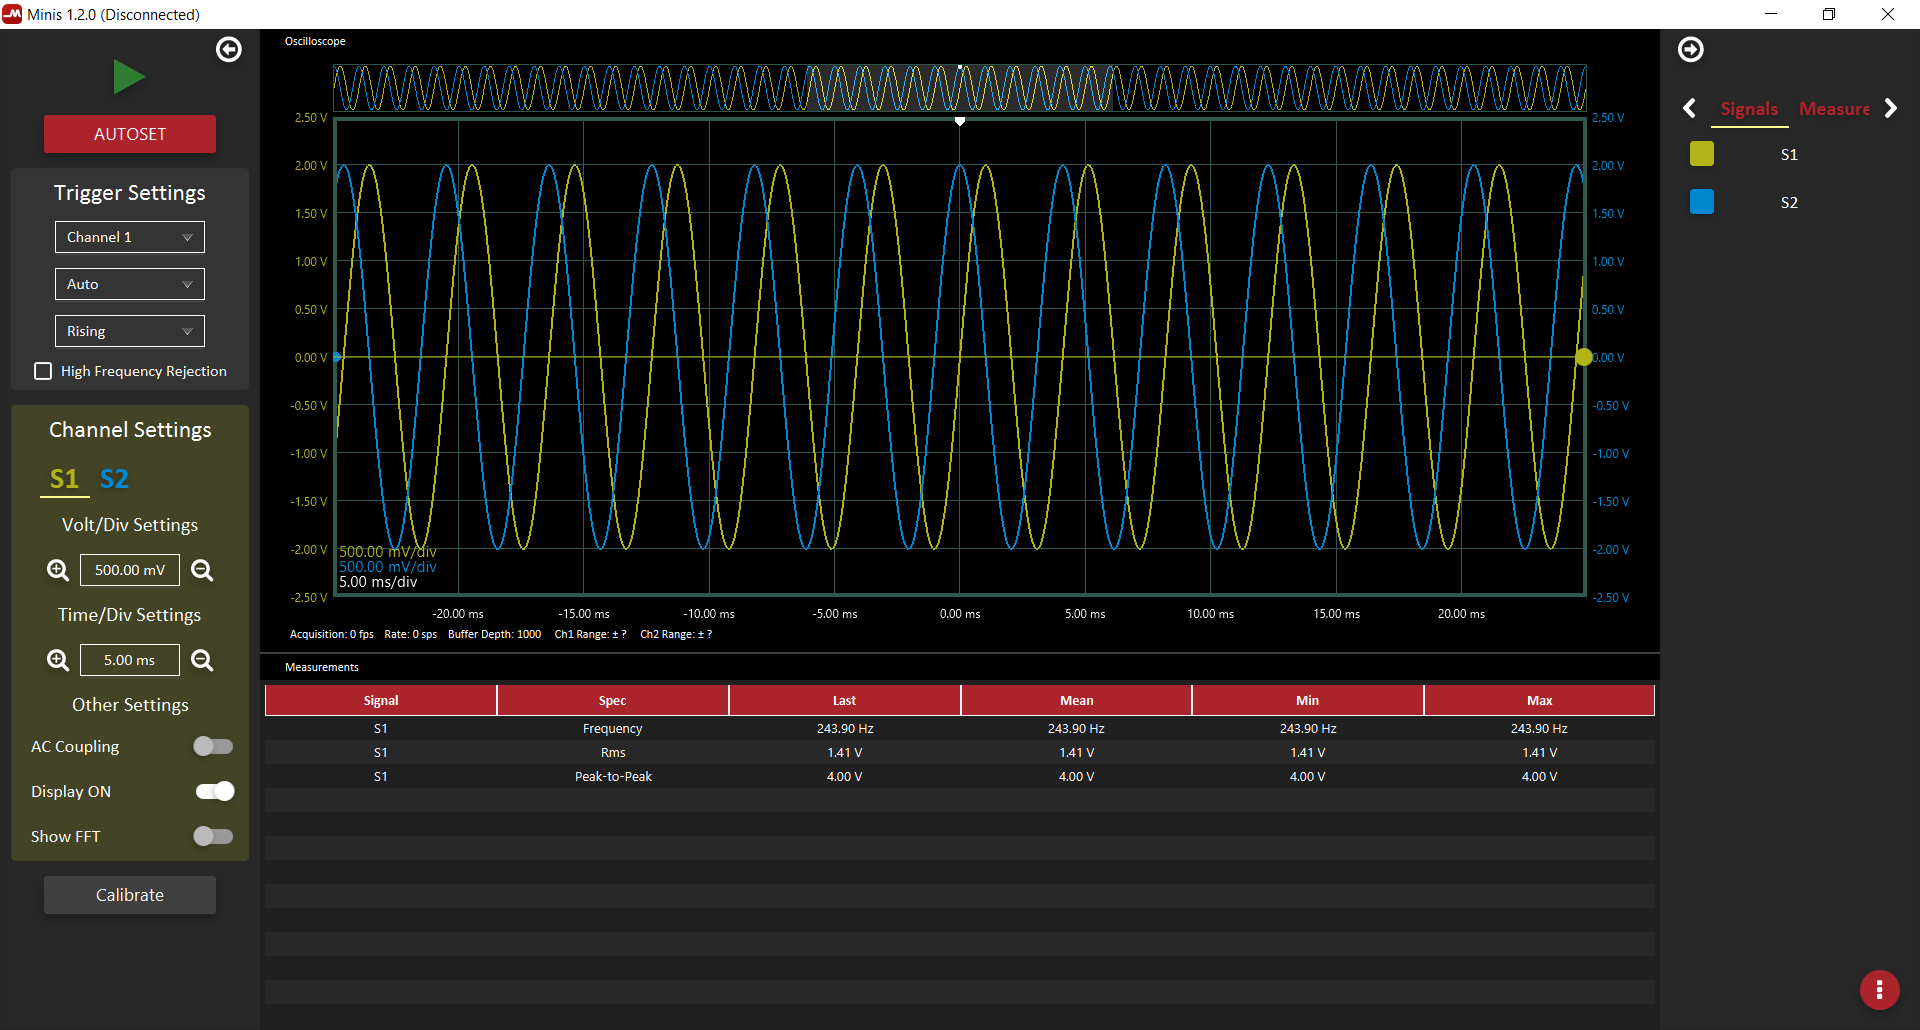 Minis 1.2.0 (Disconnected)
AUTOSET
Trigger Settings
Channel 1
Auto
Rising
High Frequency Rejection
Channel Settings
S1 S2
Volt/Div Settings
500.00 mV
Time/Div Settings
5.00 ms
Other Settings
AC Coupling
Display ON
Show FFT
Calibrate
Oscilloscope
2.50 V 2.50 V
2.00 V 2.00 V
1.50 V 1.50 V
1.00 V 1.00 V
0.50 V 0.50 V
0.00 V 0.00 V
-0.50 V -0.50 V
-1.00 V -1.00 V
-1.50 V -1.50 V
-2.00 V -2.00 V
500.00 mV/div
500.00 mV/div
5.00 ms/div
-2.50 V -2.50 V
-20.00 ms -15.00 ms -10.00 ms -5.00 ms 0.00 ms 5.00 ms 10.00 ms 15.00 ms 20.00 ms
Acquisition: 0 fps Rate: 0 sps Buffer Depth: 1000 Ch1 Range: ± ? Ch2 Range: ± ?
Measurements
Signal Spec Last Mean Min Max
S1 Frequency 243.90 Hz 243.90 Hz 243.90 Hz 243.90 Hz
S1 Rms 1.41 V 1.41 V 1.41 V 1.41 V
S1 Peak-to-Peak 4.00 V 4.00 V 4.00 V 4.00 V
Signals Measure
S1
S2